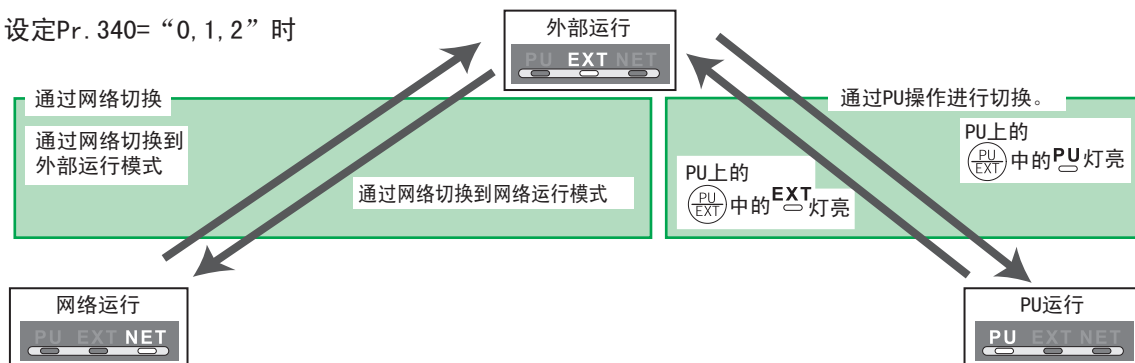 设定Pr.340=“0,1,2”时
外部运行
PU EXT NET
通过网络切换
通过网络切换到
外部运行模式
通过网络切换到网络运行模式
通过PU操作进行切换。
PU上的
PU
EXT
中的PU灯亮
PU上的
PU
EXT
中的EXT灯亮
网络运行
PU EXT NET
PU运行
PU EXT NET